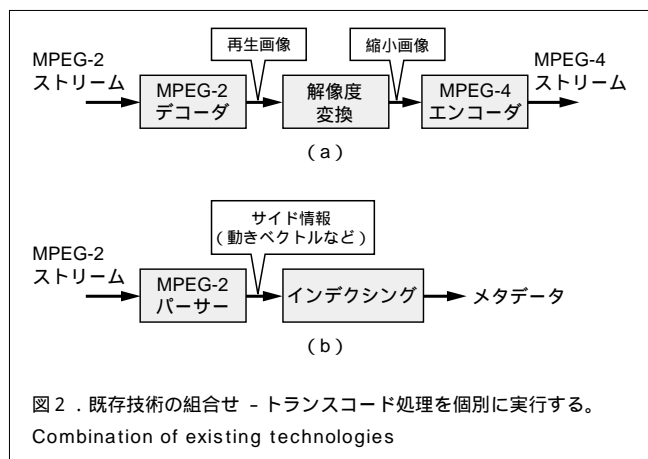 再生画像
縮小画像
MPEG-2
ストリーム
MPEG-2
デコーダ
解像度
変換
MPEG-4
エンコーダ
MPEG-4
ストリーム
（a）
サイド情報
（動きベクトルなど）
MPEG-2
ストリーム
MPEG-2
パーサー
インデクシング
メタデータ
（b）
図2．既存技術の組合せ － トランスコード処理を個別に実行する。
Combination of existing technologies